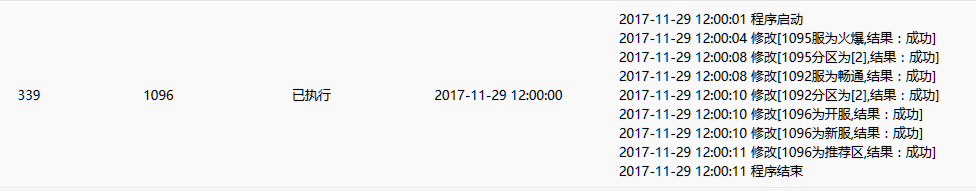 339 1096 已执行 2017-11-29 12:00:00
2017-11-29 12:00:01 程序启动
2017-11-29 12:00:04 修改[1095服为火爆,结果：成功]
2017-11-29 12:00:08 修改[1095分区为[2],结果：成功]
2017-11-29 12:00:08 修改[1092服为畅通,结果：成功]
2017-11-29 12:00:10 修改[1092分区为[2],结果：成功]
2017-11-29 12:00:10 修改[1096为开服,结果：成功]
2017-11-29 12:00:10 修改[1096为新服,结果：成功]
2017-11-29 12:00:11 修改[1096为推荐区,结果：成功]
2017-11-29 12:00:11 程序结束